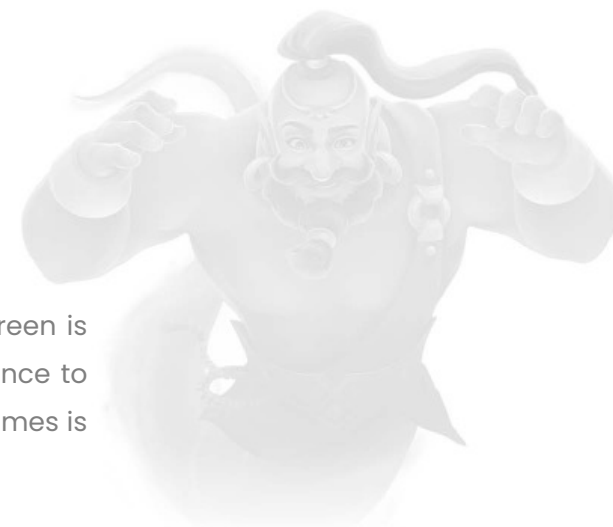 reen is
nce to
mes is